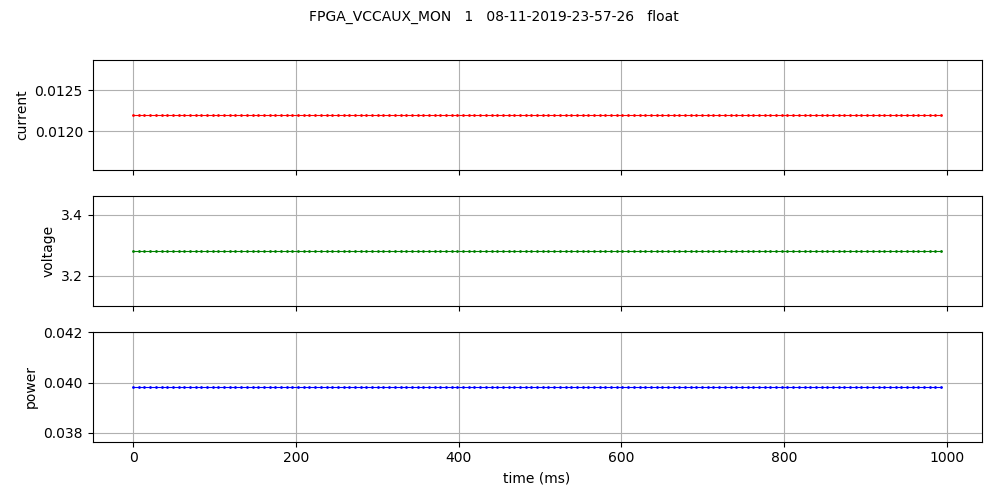 FPGA_VCCAUX_MON 1 08-11-2019-23-57-26 float
0.0125
0.0120
current
3.4
3.2
voltage
0.042
0.040
0.038
power
0 200 400 600 800 1000
time (ms)